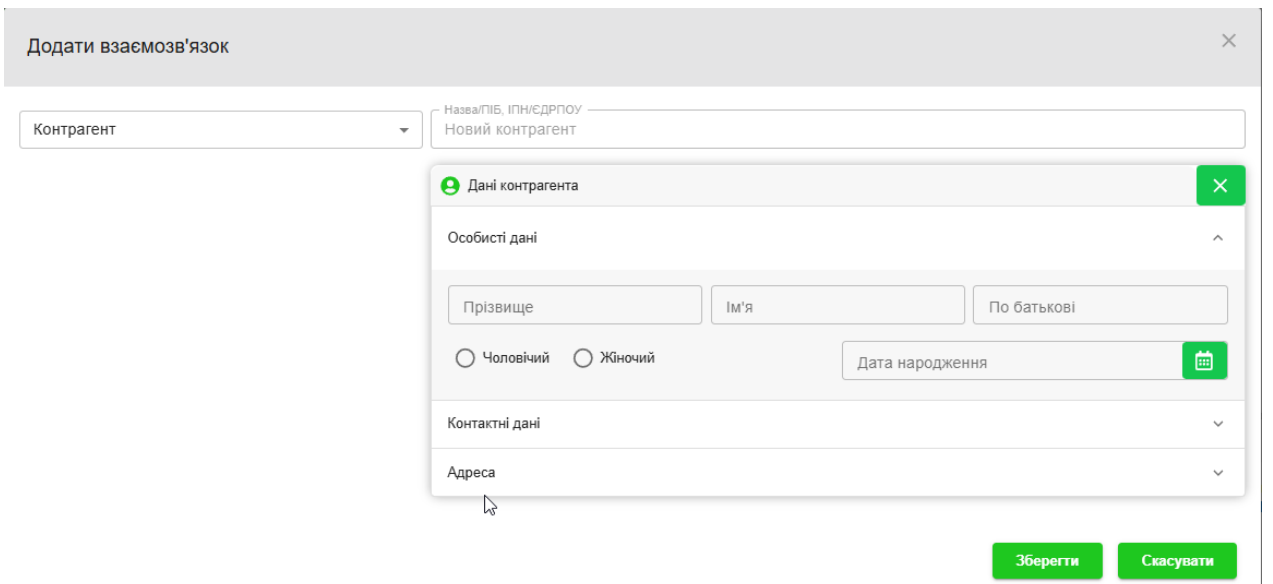 Додати взаємозв'язок
Назва/ПІБ, ІПН/ЄДРПОУ
Контрагент
Новий контрагент
Дані контрагента
Особисті дані
Прізвище
Ім'я
По батькові
Чоловічий
Жіночий
Дата народження
Контактні дані
Адреса
Зберегти
Скасувати